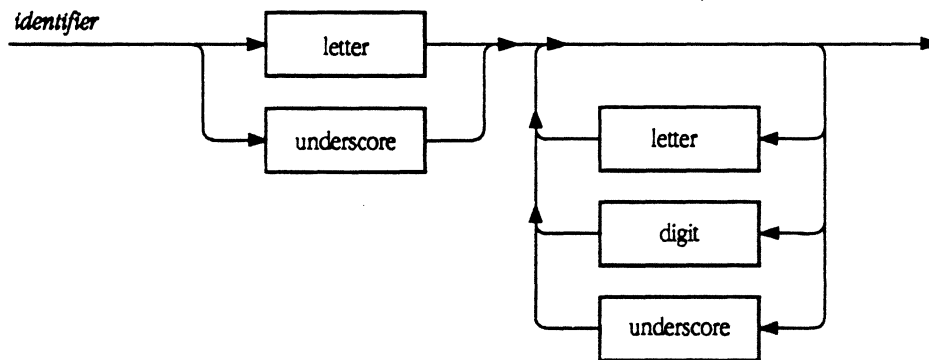 identifier
letter
underscore
letter
digit
underscore